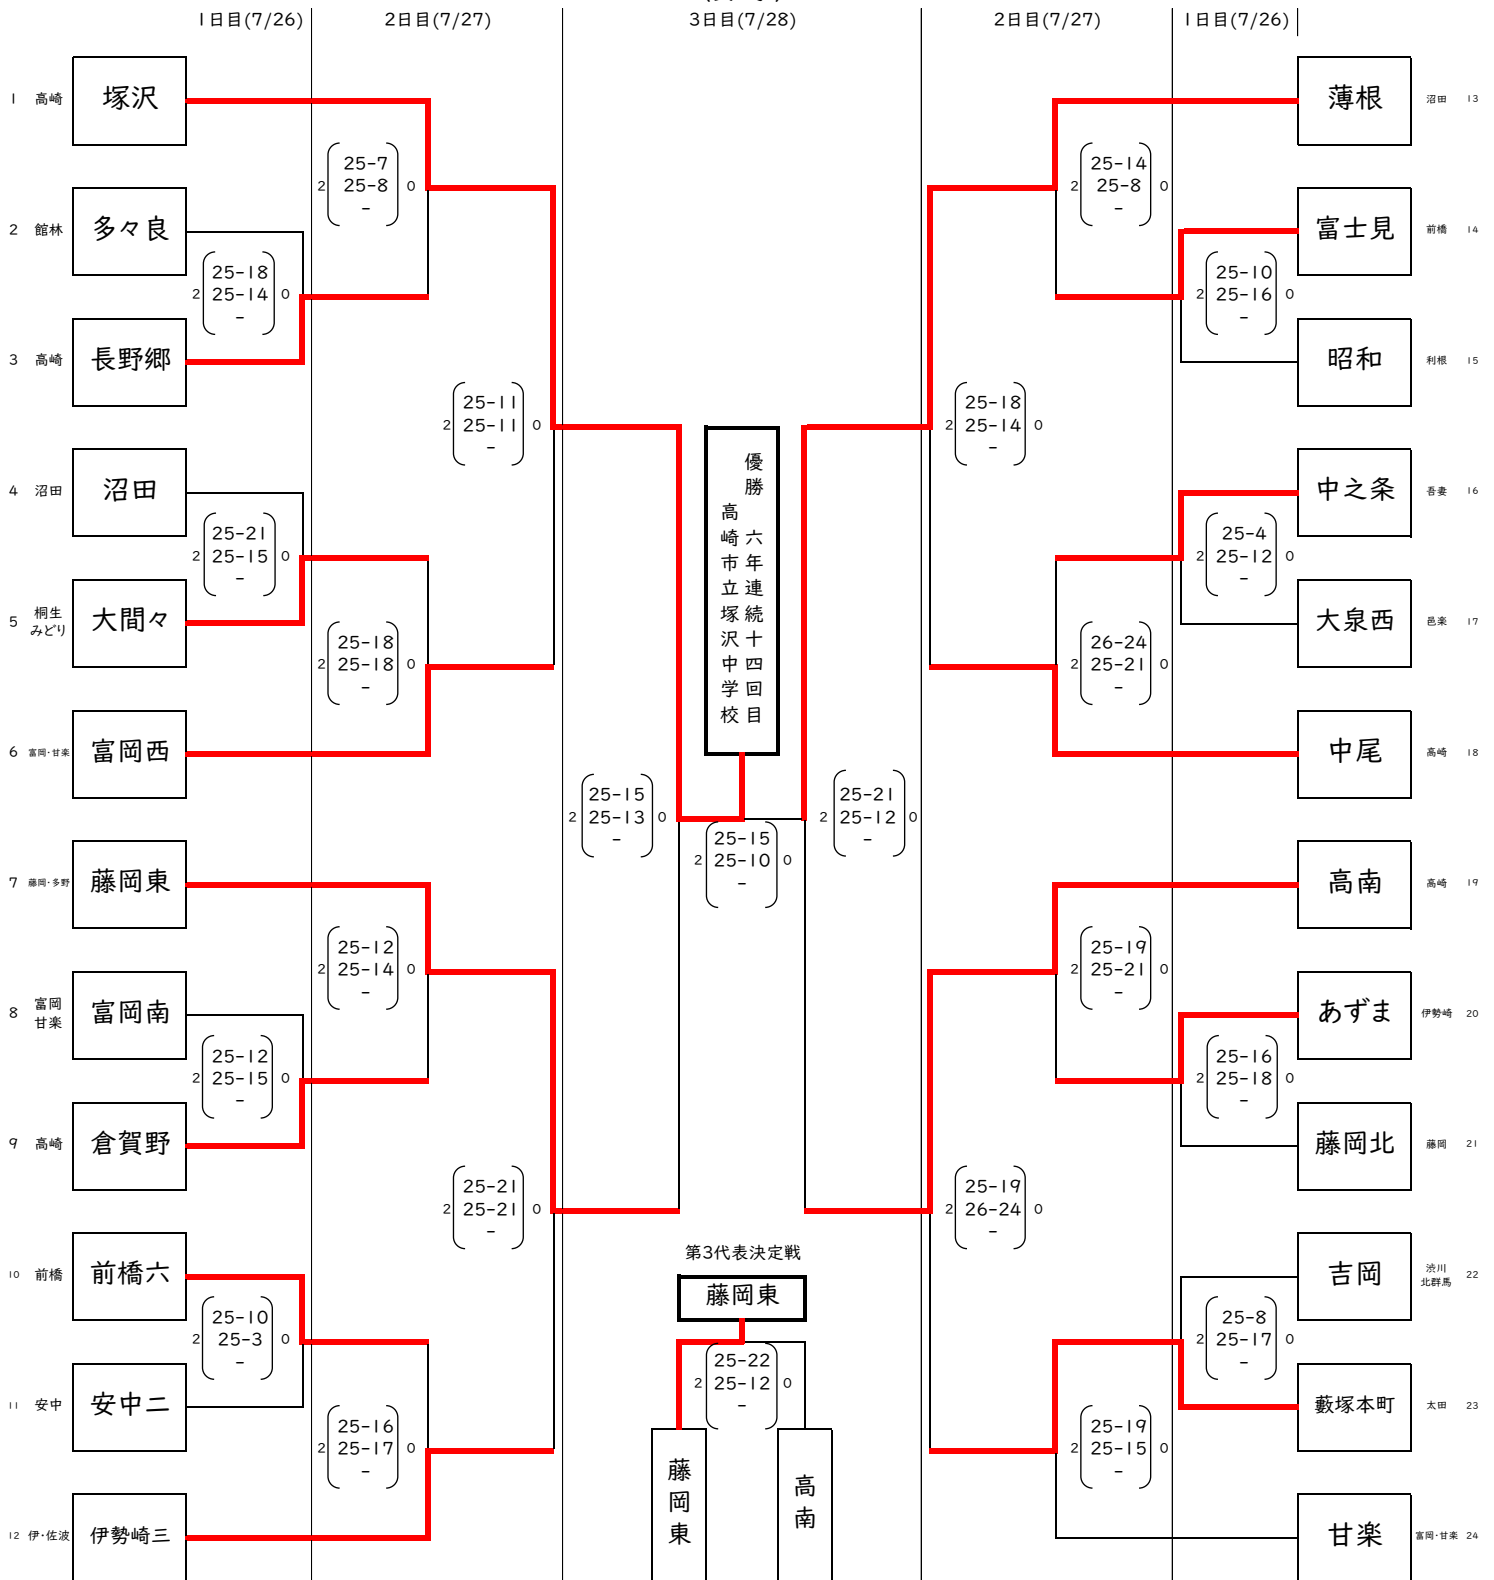 1日目(7/26)
2日目(7/27)
3日目(7/28)
2日目(7/27)
1日目(7/26)
1 高崎 塚沢
2 館林 多々良
3 高崎 長野郷
4 沼田 沼田
5 桐生みどり 大間々
6 富岡・甘楽 富岡西
7 藤岡・多野 藤岡東
8 富岡甘楽 富岡南
9 高崎 倉賀野
10 前橋 前橋六
11 安中 安中二
12 伊・佐波 伊勢崎三
2 25-18 0
25-14
-
2 25-21 0
25-15
-
2 25-12 0
25-15
-
2 25-10 0
25-3
-
2 25-7 0
25-8
-
2 25-18 0
25-18
-
2 25-12 0
25-14
-
2 25-16 0
25-17
-
2 25-11 0
25-11
-
2 25-21 0
25-21
-
2 25-15 0
25-13
-
優勝 六年連続十四回目
高崎市立塚沢中学校
2 25-15 0
25-10
-
2 25-21 0
25-12
-
第3代表決定戦
藤岡東
2 25-22 0
25-12
-
藤岡東
高南
2 25-18 0
25-14
-
2 25-19 0
26-24
-
2 25-14 0
25-8
-
2 26-24 0
25-21
-
2 25-19 0
25-21
-
2 25-19 0
25-15
-
2 25-10 0
25-16
-
2 25-4 0
25-12
-
2 25-16 0
25-18
-
2 25-8 0
25-17
-
薄根 沼田 13
富士見 前橋 14
昭和 利根 15
中之条 吾妻 16
大泉西 邑楽 17
中尾 高崎 18
高南 高崎 19
あずま 伊勢崎 20
藤岡北 藤岡 21
吉岡 渋川北群馬 22
藪塚本町 太田 23
甘楽 富岡・甘楽 24